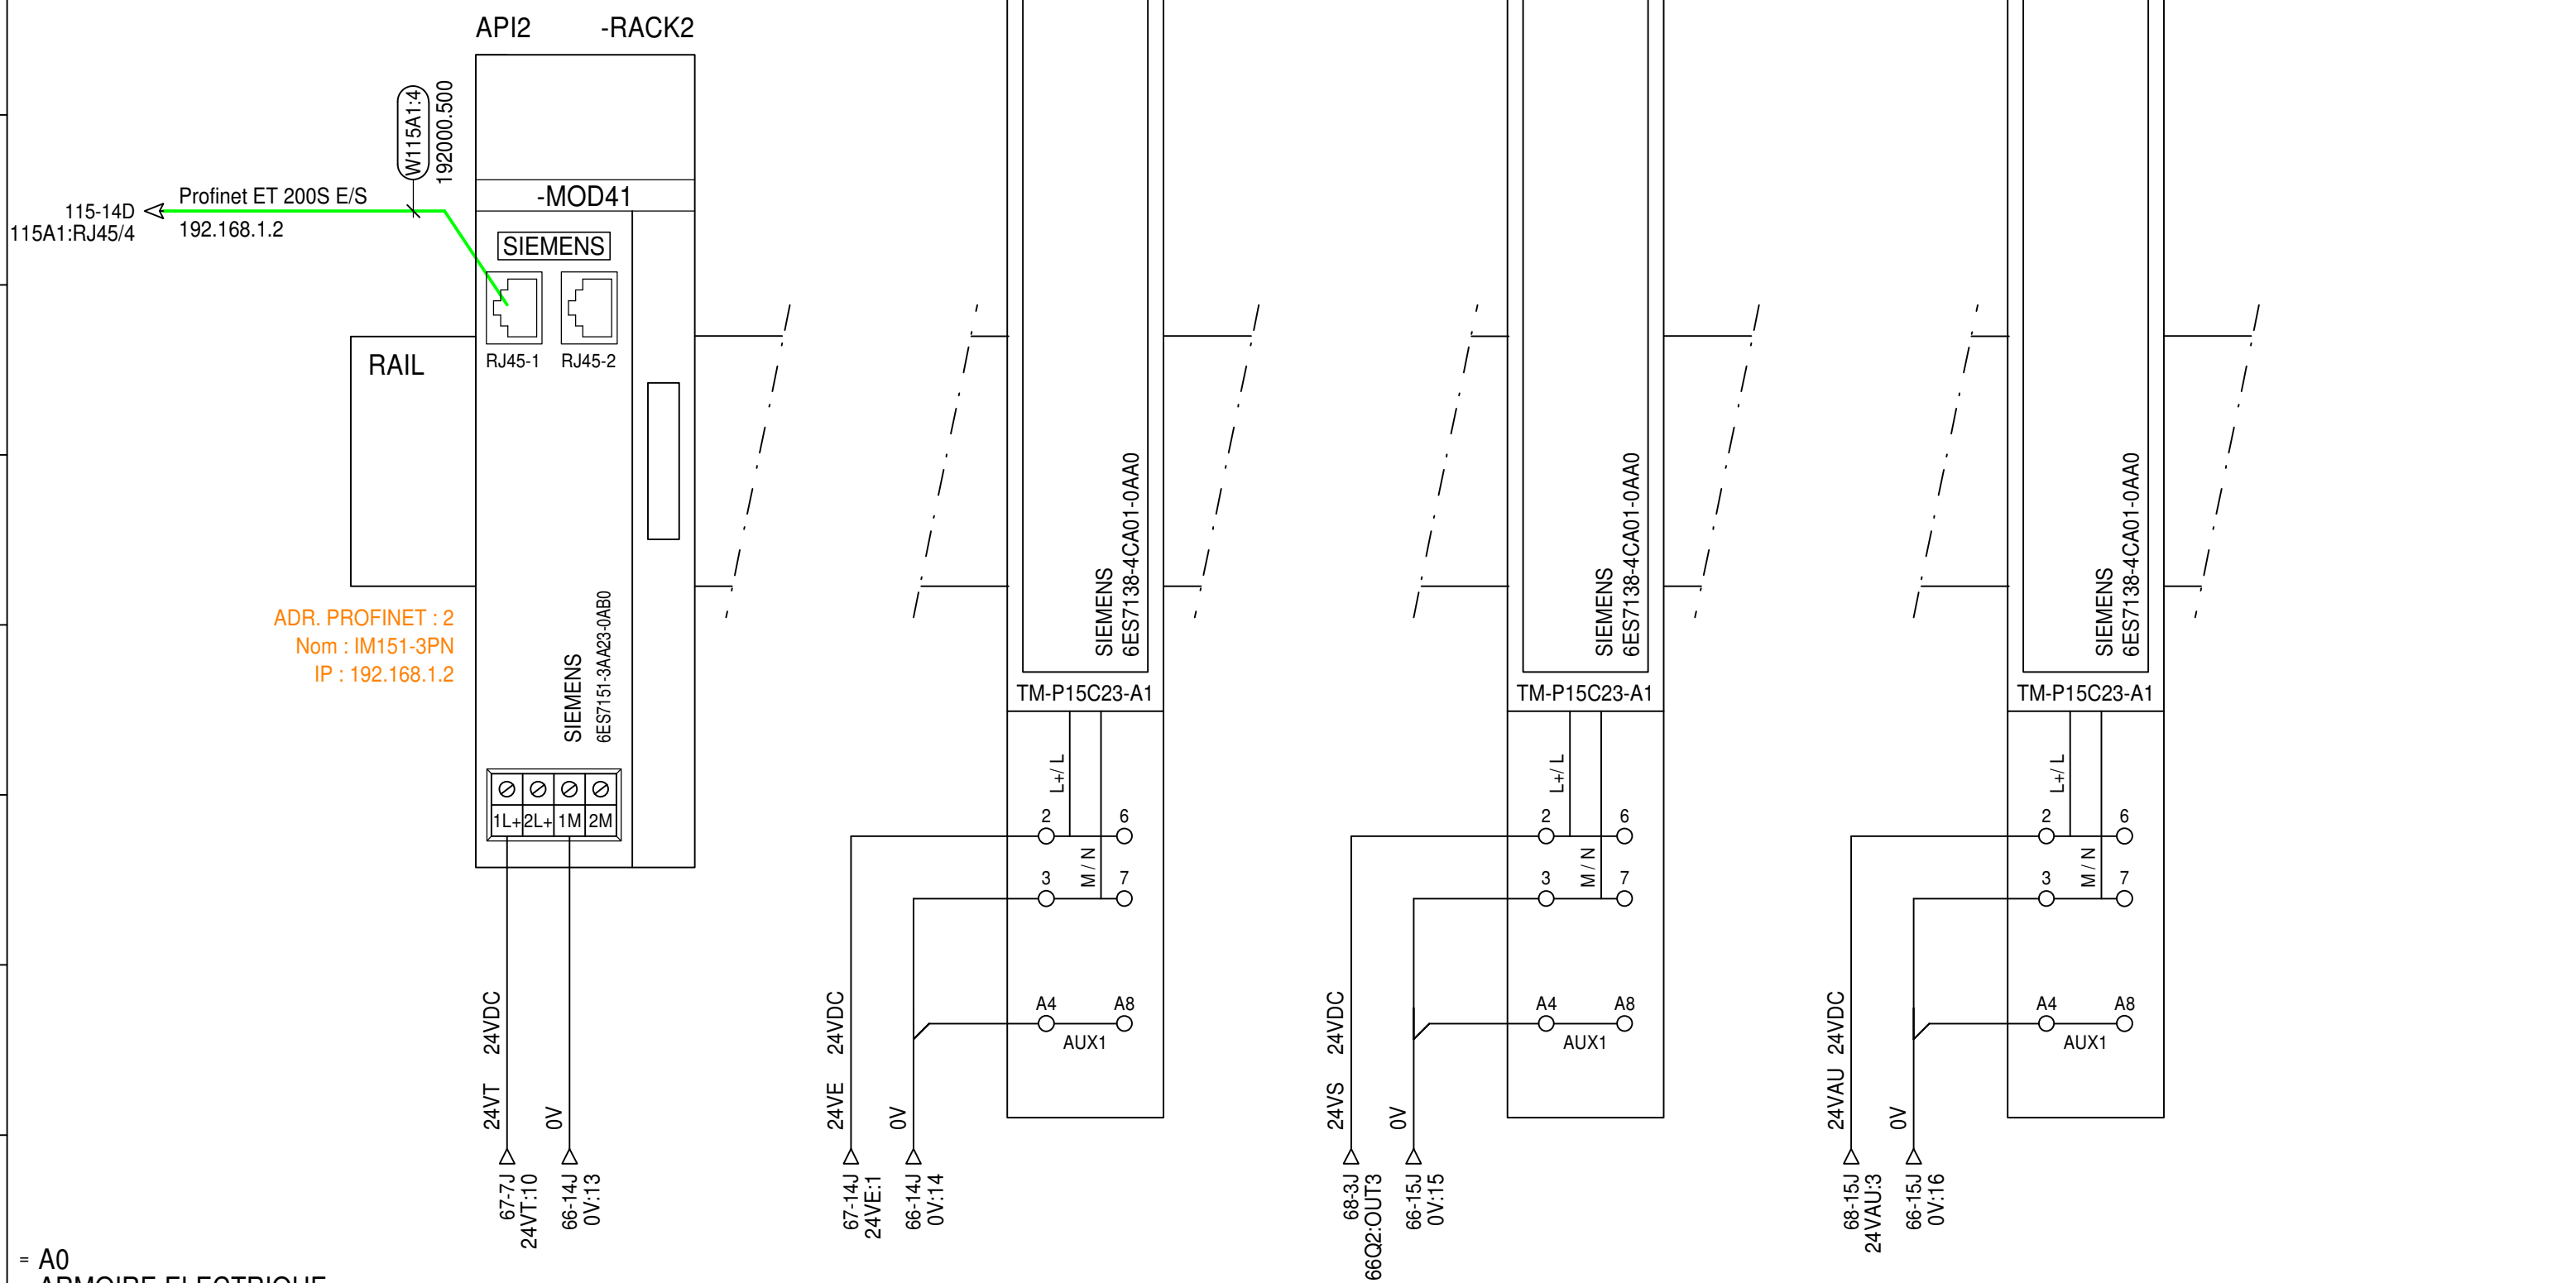 API2 -RACK2
W115A1:4
192000.500
-MOD41
Profinet ET 200S E/S
115-14D
115A1:RJ45/4
192.168.1.2
SIEMENS
RJ45-1 RJ45-2
RAIL
ADR. PROFINET : 2
Nom : IM151-3PN
IP : 192.168.1.2
SIEMENS
6ES7151-3AA23-0AB0
1L+ 2L+ 1M 2M
24VT 24VDC
0V
67-7J
24VT:10
66-14J
0V:13
SIEMENS
6ES7138-4CA01-0AA0
TM-P15C23-A1
L+/ L
2 6
M / N
3 7
A4 A8
AUX1
24VE 24VDC
0V
67-14J
24VE:1
66-14J
0V:14
SIEMENS
6ES7138-4CA01-0AA0
TM-P15C23-A1
L+/ L
2 6
M / N
3 7
A4 A8
AUX1
24VS 24VDC
0V
68-3J
66Q2:OUT3
66-15J
0V:15
SIEMENS
6ES7138-4CA01-0AA0
TM-P15C23-A1
L+/ L
2 6
M / N
3 7
A4 A8
AUX1
24VAU 24VDC
0V
68-15J
24VAU:3
66-15J
0V:16
= A0
ARMOIRE ELECTRIQUE